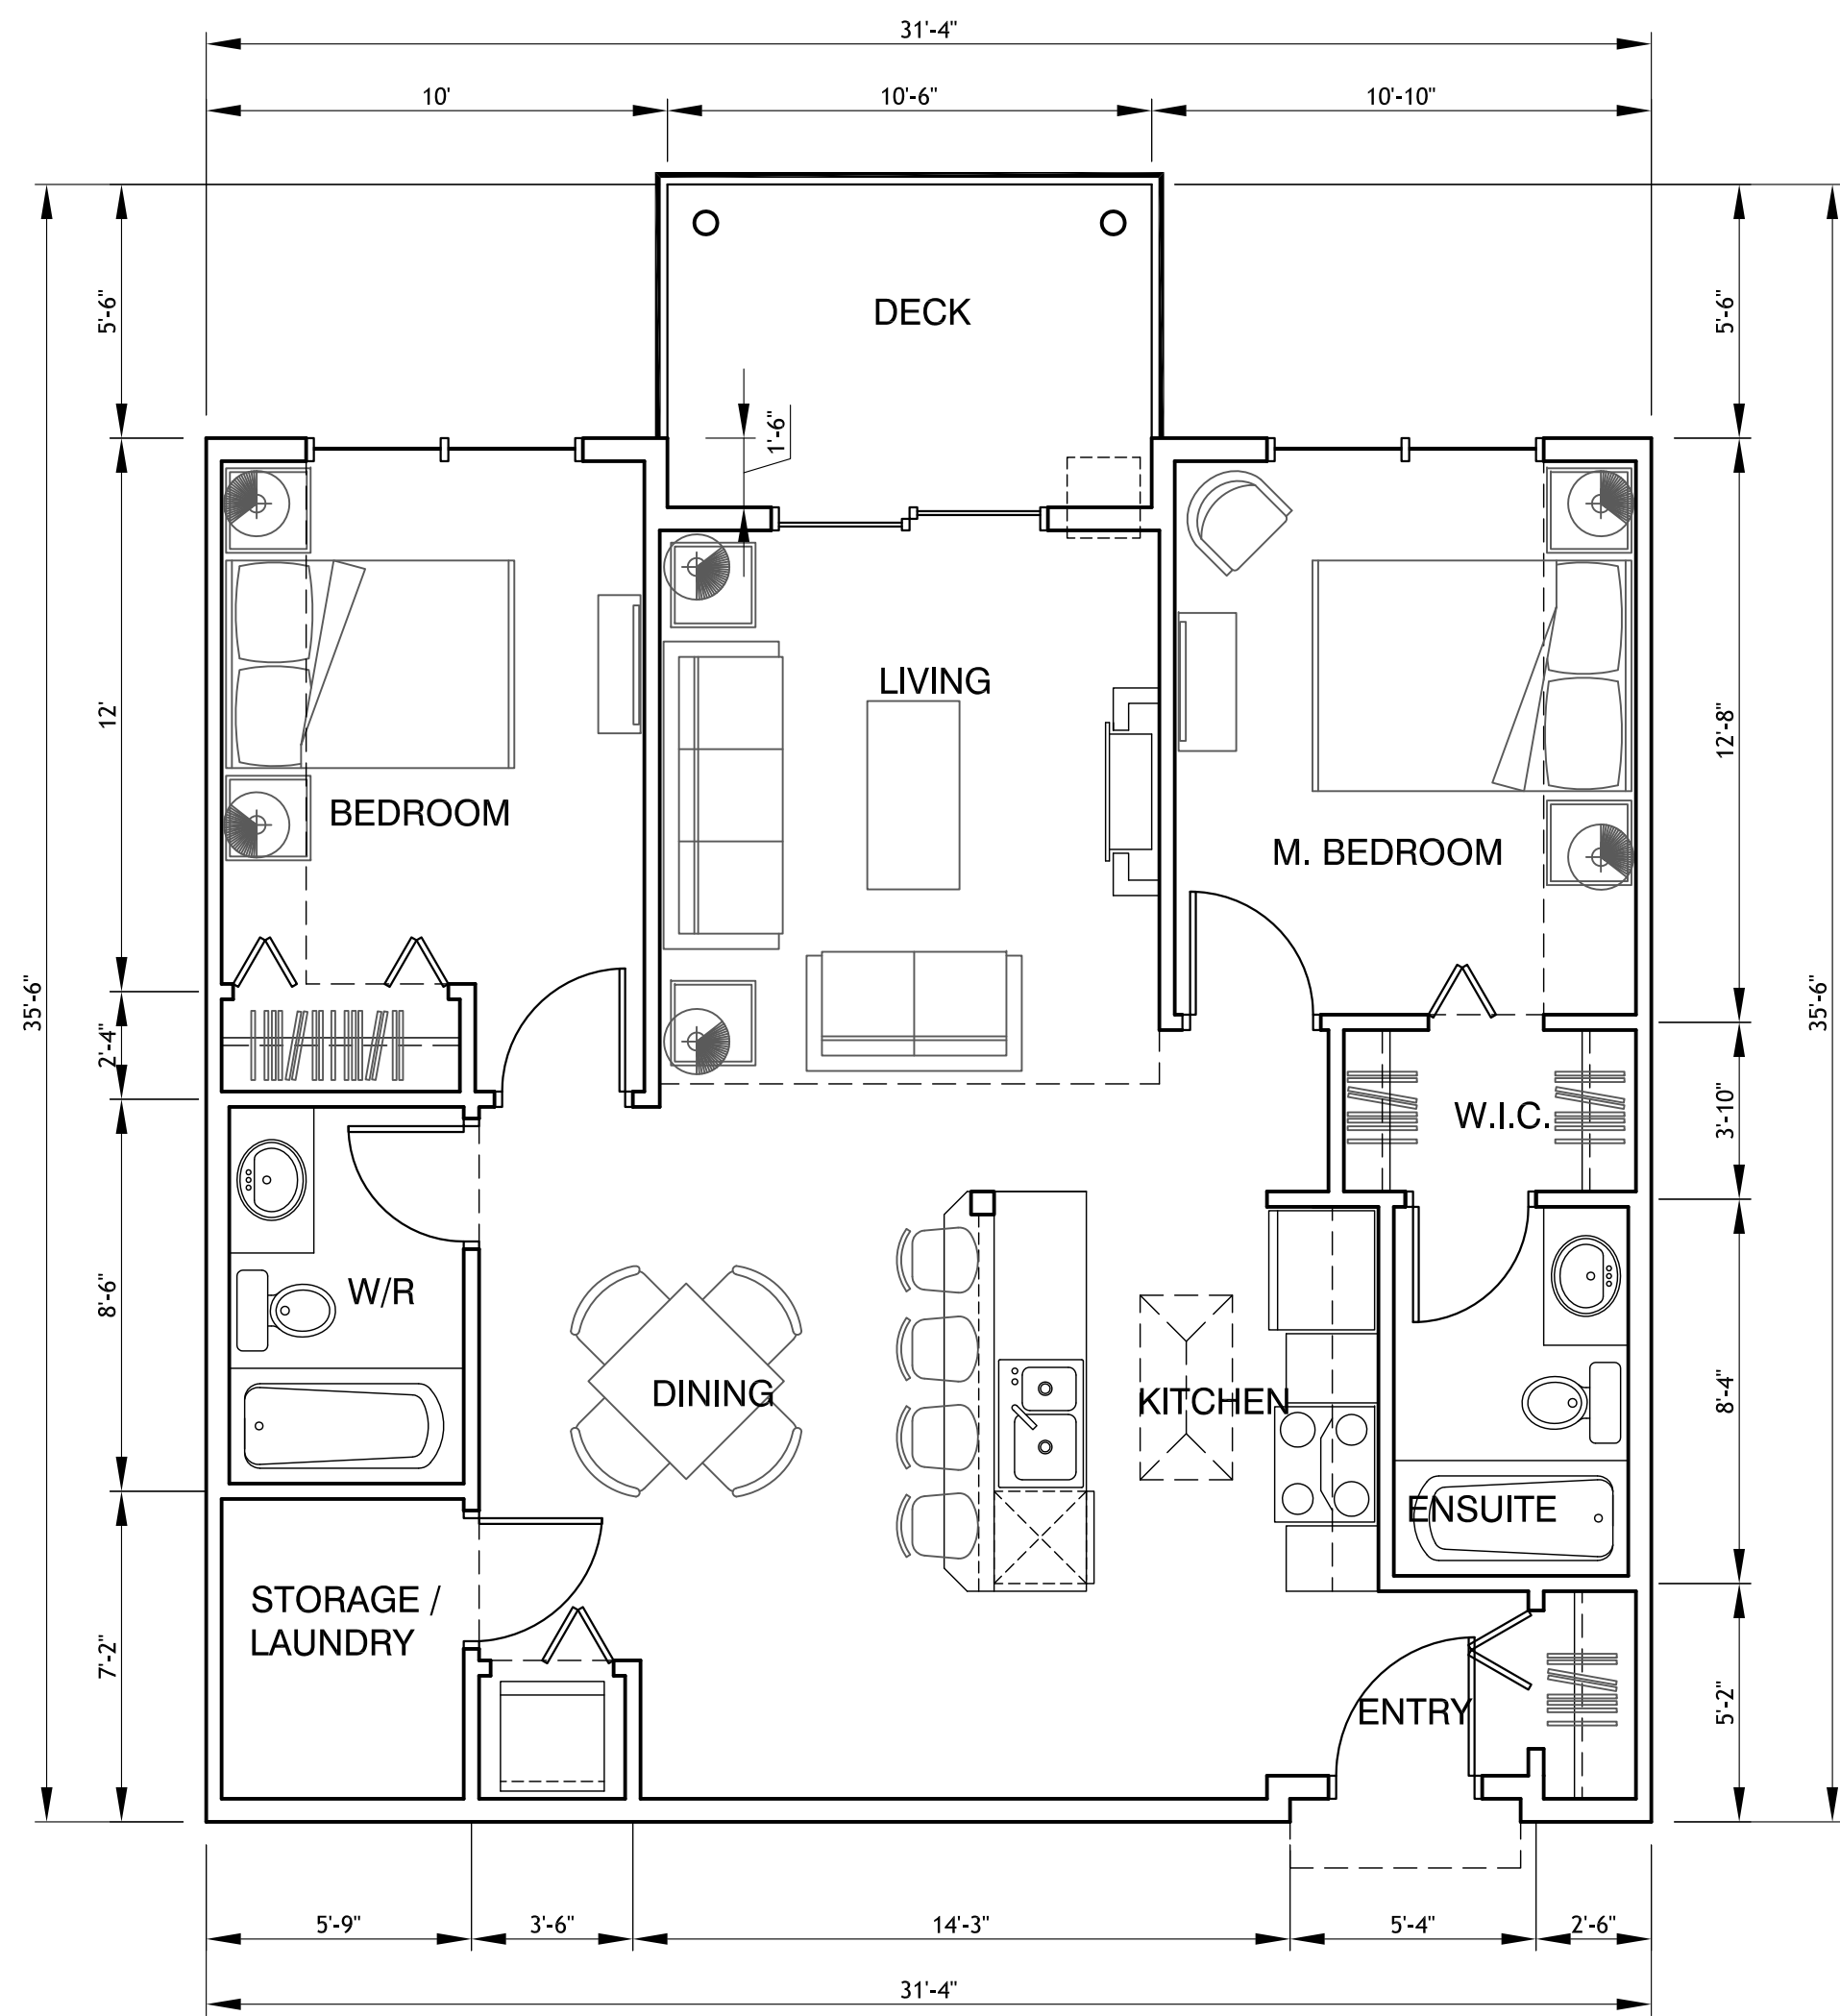 31'-4"
10'
10'-6"
10'-10"
5'-6"
5'-6"
DECK
1'-6"
LIVING
12'
12'-8"
BEDROOM
M. BEDROOM
35'-6"
35'-6"
2'-4"
W.I.C.
3'-10"
8'-6"
W/R
DINING
KITCHEN
8'-4"
ENSUITE
STORAGE /
LAUNDRY
7'-2"
ENTRY
5'-2"
5'-9"
3'-6"
14'-3"
5'-4"
2'-6"
31'-4"